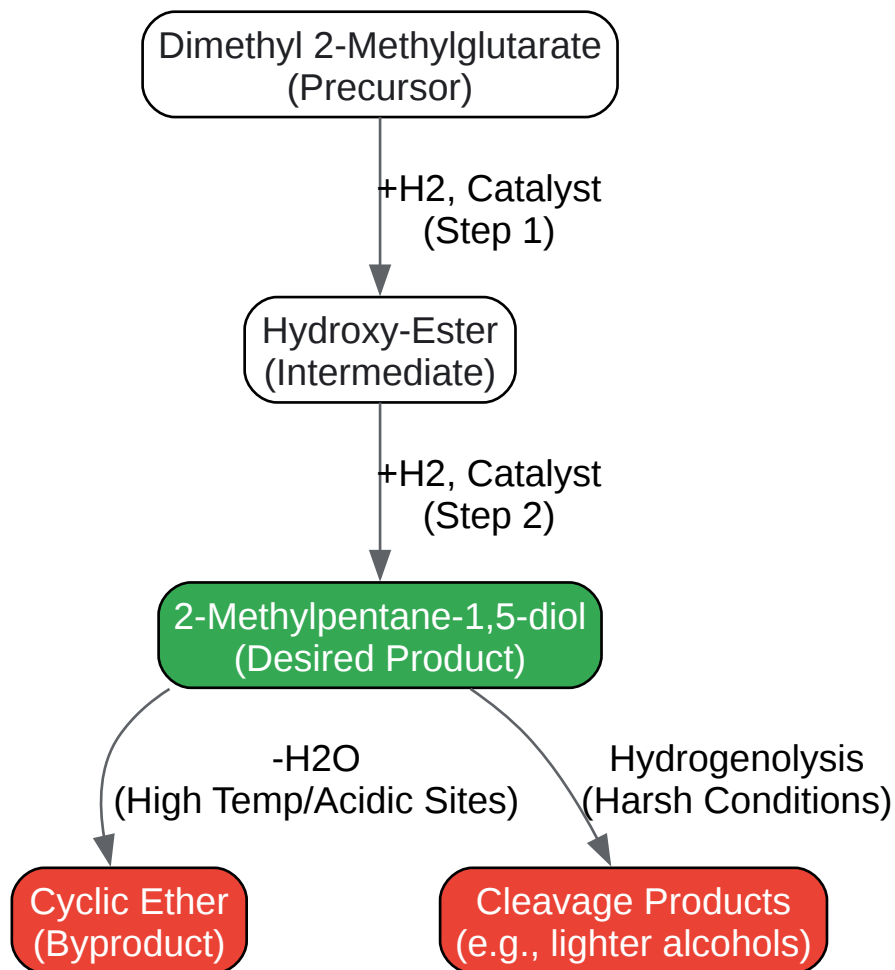 Dimethyl 2-Methylglutarate
(Precursor)
+H2, Catalyst
(Step 1)
Hydroxy-Ester
(Intermediate)
+H2, Catalyst
(Step 2)
2-Methylpentane-1,5-diol
(Desired Product)
-H2O
(High Temp/Acidic Sites)
Hydrogenolysis
(Harsh Conditions)
Cyclic Ether
(Byproduct)
Cleavage Products
(e.g., lighter alcohols)